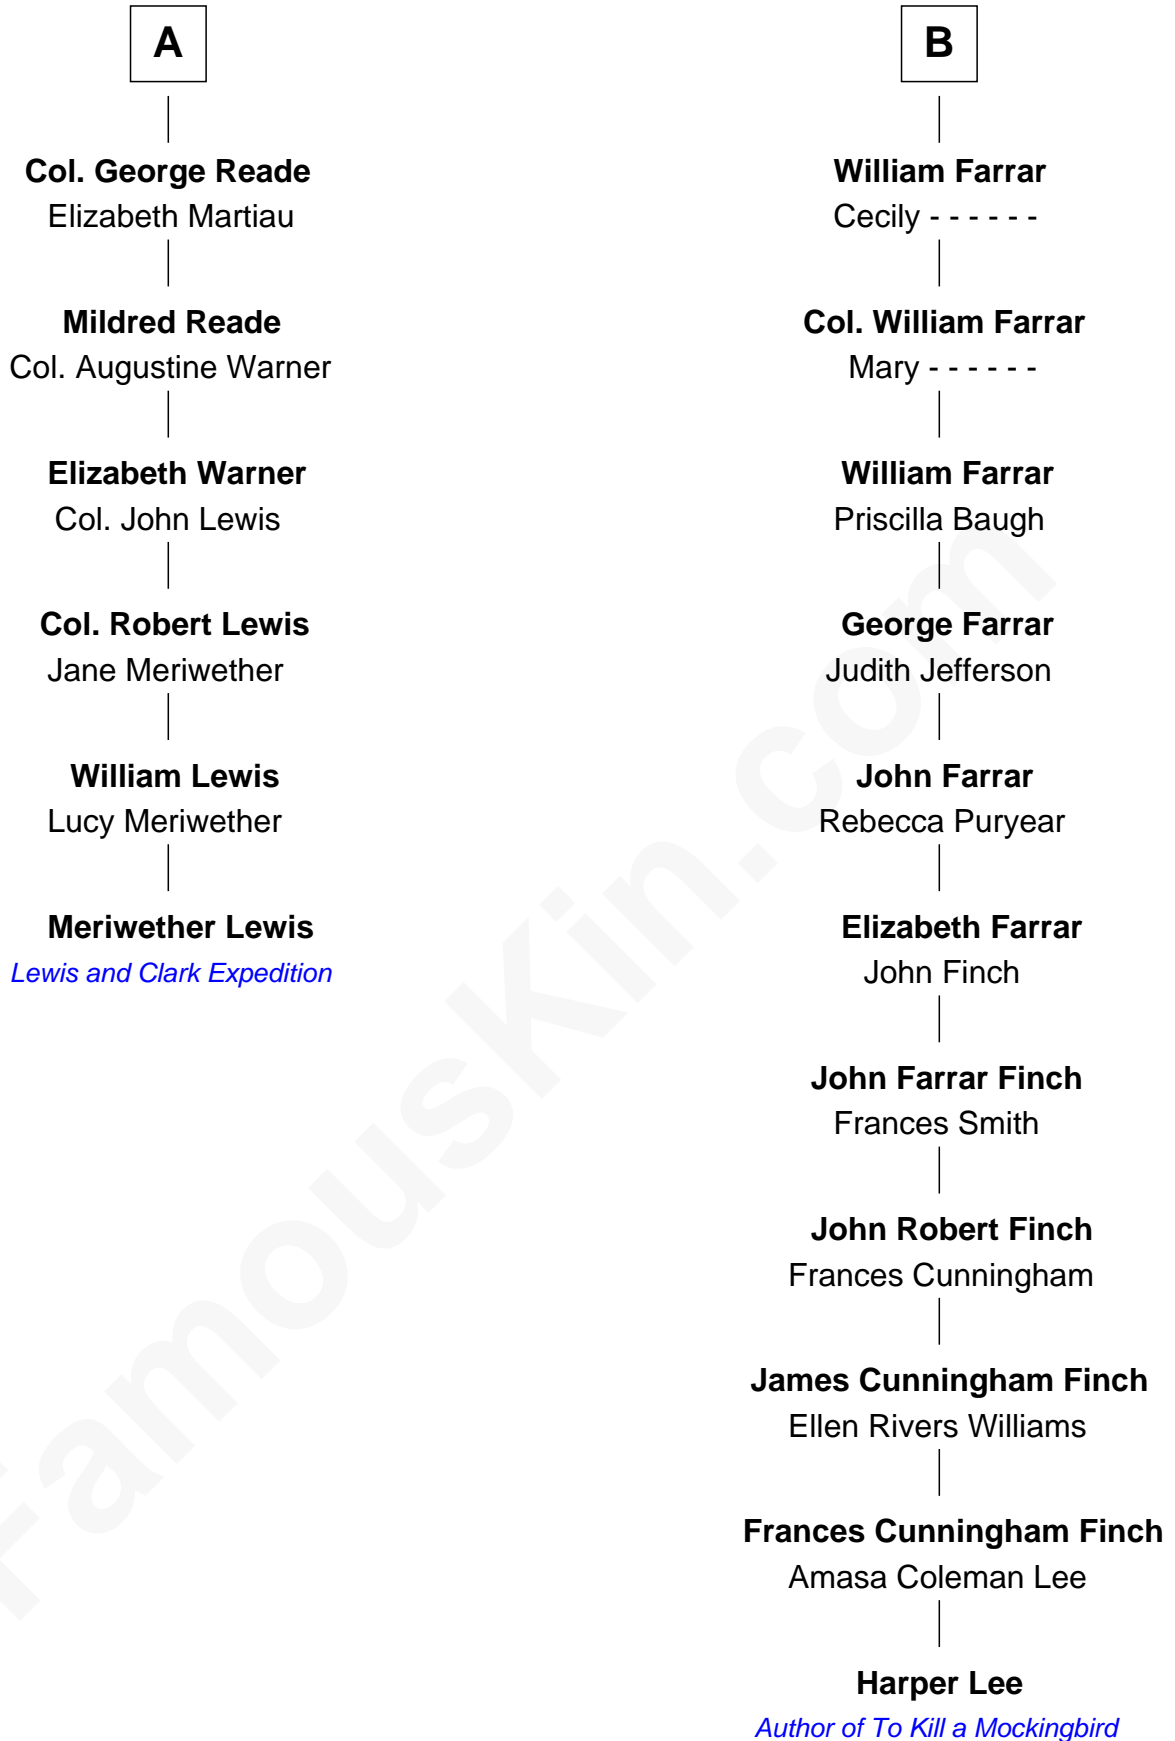 A
Col. George Reade
Elizabeth Martiau
Mildred Reade
Col. Augustine Warner
Elizabeth Warner
Col. John Lewis
Col. Robert Lewis
Jane Meriwether
William Lewis
Lucy Meriwether
Meriwether Lewis
Lewis and Clark Expedition
B
William Farrar
Cecily - - - - - -
Col. William Farrar
Mary - - - - - -
William Farrar
Priscilla Baugh
George Farrar
Judith Jefferson
John Farrar
Rebecca Puryear
Elizabeth Farrar
John Finch
John Farrar Finch
Frances Smith
John Robert Finch
Frances Cunningham
James Cunningham Finch
Ellen Rivers Williams
Frances Cunningham Finch
Amasa Coleman Lee
Harper Lee
Author of To Kill a Mockingbird
FamousKin.com